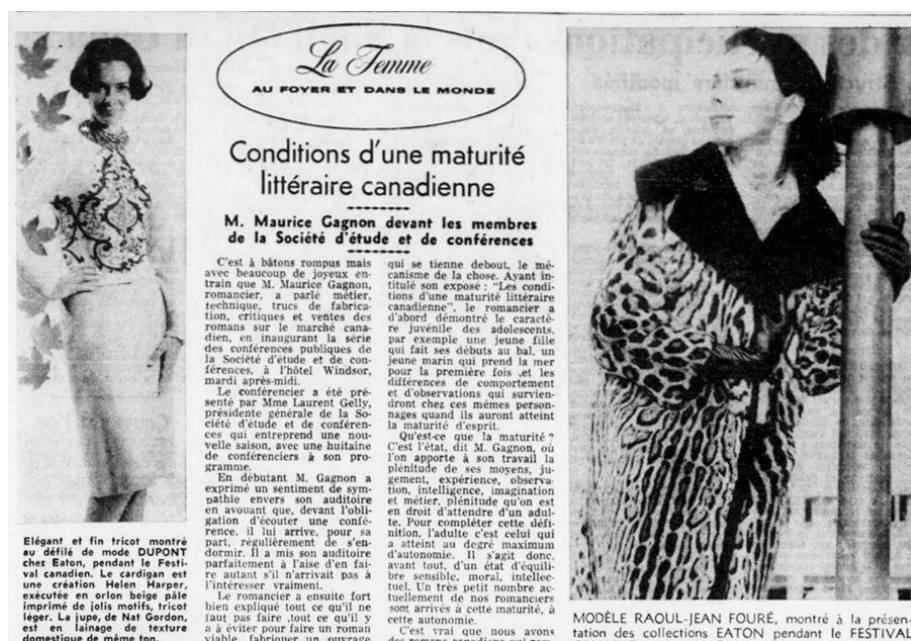 La Femme
AU FOYER ET DANS LE MONDE
Conditions d'une maturité
littéraire canadienne
M. Maurice Gagnon devant les membres
de la Société d'étude et de conférences
C'est à bâtons rompus mais
avec beaucoup de joyeux en-
train que M. Maurice Gagnon,
romancier, a parlé métier,
technique, trucs de fabrica-
tion, critiques et ventes des
romans sur le marché cana-
dien, en inaugurant la série
des conférences publiques de
la Société d'étude et de con-
férences, à l'hôtel Windsor,
mardi après-midi.
Le conférencier a été pré-
senté par Mme Laurent Gelly,
présidente générale de la So-
ciété d'étude et de conféren-
ces qui entreprend une nou-
velle saison, avec une huitaine
de conférenciers à son pro-
gramme.
En débutant M. Gagnon a
exprimé un sentiment de sym-
pathie envers son auditoire
en avouant que, devant l'obli-
gation d'écouter une confé-
rence, il lui arrive, pour sa
part, régulièrement de s'en-
dormir. Il a mis son auditoire
parfaitement à l'aise d'en fai-
re autant s'il n'arrivait pas à
l'intéresser vraiment.
Le romancier a ensuite fort
bien expliqué tout ce qu'il ne
faut pas faire ,tout ce qu'il y
a à éviter pour faire un roman
viable, fabriquer un ouvrage
qui se tienne debout, le mé-
canisme de la chose. Ayant in-
titulé son exposé : "Les condi-
tions d'une maturité littéraire
canadienne", le romancier a
d'abord démontré le caractè-
re juvénile des adolescents,
par exemple une jeune fille
qui fait ses débuts au bal, un
jeune marin qui prend la mer
pour la première fois ,et les
différences de comportement
et d'observations qui survien-
dront chez ces mêmes person-
nages quand ils auront atteint
la maturité d'esprit.
Qu'est-ce que la maturité ?
C'est l'état, dit M. Gagnon, où
l'on apporte à son travail la
plénitude de ses moyens, ju-
gement, expérience, observa-
tion, intelligence, imagination
et métier, plénitude qu'on est
en droit d'attendre d'un adul-
te. Pour compléter cette défi-
nition, l'adulte c'est celui qui
a atteint au degré maximum
d'autonomie. Il s'agit donc,
avant tout, d'un état d'équili-
bre sensible, moral, intellec-
tuel. Un très petit nombre ac-
tuellement de nos romanciers
sont arrivés à cette maturité, à
cette autonomie.
C'est vrai que nous avons
Elégant et fin tricot montré
au défilé de mode DUPONT
chez Eaton, pendant le Festi-
val canadien. Le cardigan est
une création Helen Harper,
exécutée en orlon beige pâle
imprimé de jolis motifs, tricot
léger. La jupe, de Nat Gordon,
est en lainage de texture
domestique de même ton.
MODÈLE RAOUL-JEAN FOURÉ, montré à la présen-
tation des collections EATON pendant le FESTIVAL